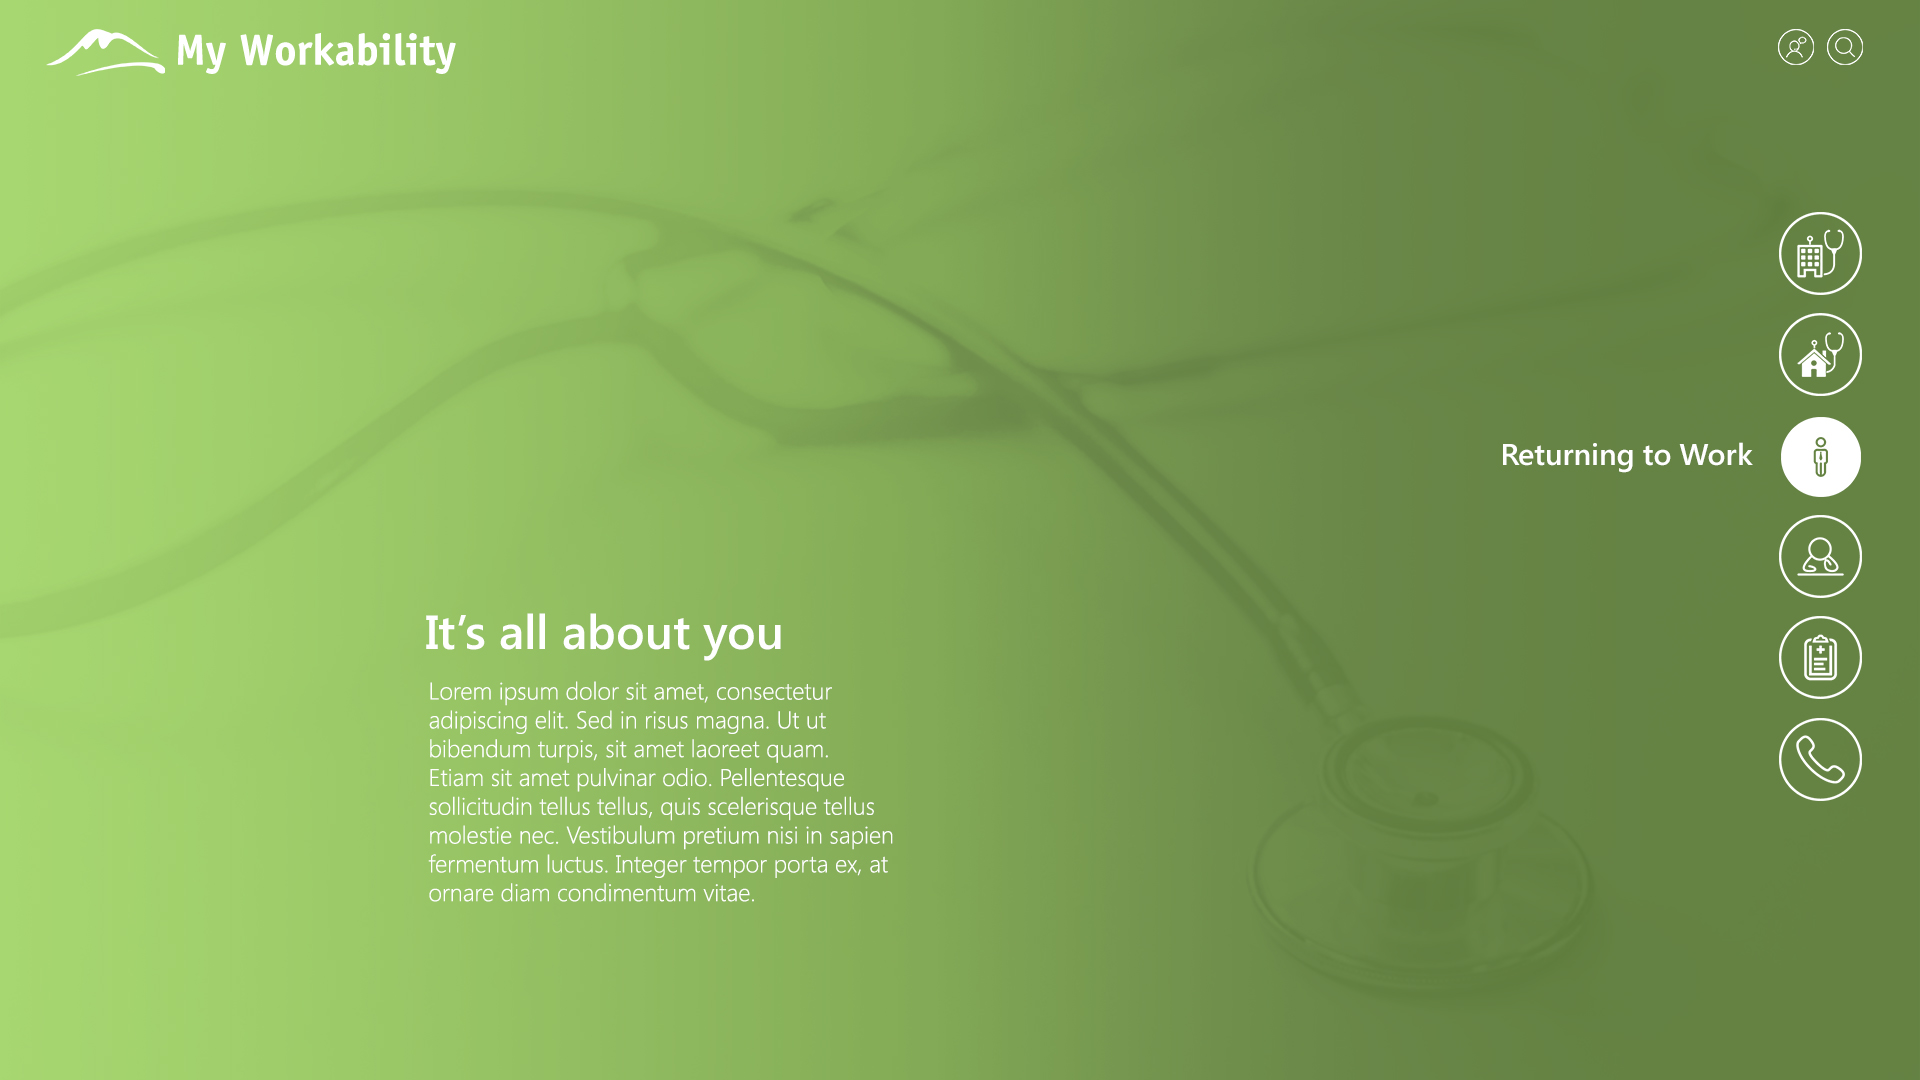 My Workability
Returning to Work
It’s all about you
Lorem ipsum dolor sit amet, consectetur
adipiscing elit. Sed in risus magna. Ut ut
bibendum turpis, sit amet laoreet quam.
Etiam sit amet pulvinar odio. Pellentesque
sollicitudin tellus tellus, quis scelerisque tellus
molestie nec. Vestibulum pretium nisi in sapien
fermentum luctus. Integer tempor porta ex, at
ornare diam condimentum vitae.